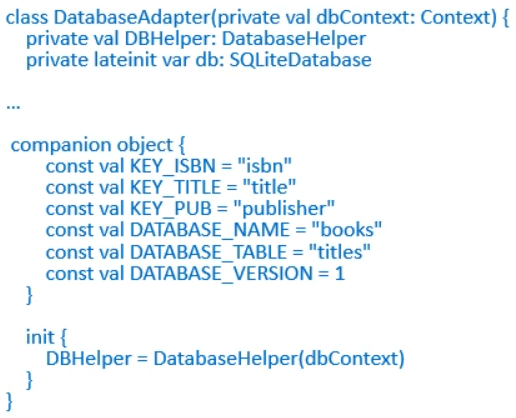 class DatabaseAdapter(private val dbContext: Context) {
private val DBHelper: DatabaseHelper
private lateinit var db: SQLiteDatabase
...
companion object {
const val KEY_ISBN = "isbn"
const val KEY_TITLE = "title"
const val KEY_PUB = "publisher"
const val DATABASE_NAME = "books"
const val DATABASE_TABLE = "titles"
const val DATABASE_VERSION = 1
}
init {
DBHelper = DatabaseHelper(dbContext)
}
}